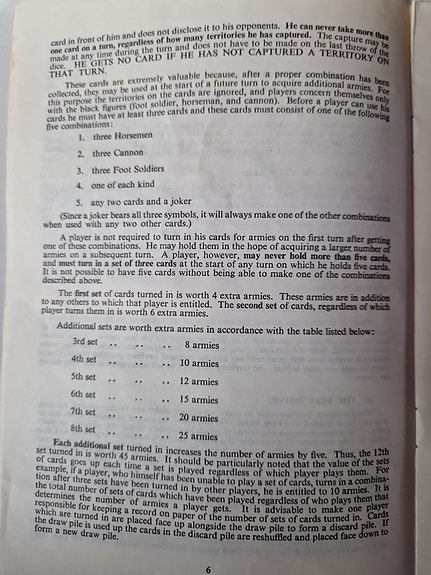 card in front of him and does not disclose it to his opponents. He can never take more than
one card on a turn, regardless of how many territories he has captured. The capture may be
made at any time during the turn and does not have to be made on the last throw of the
dice. HE GETS NO CARD IF HE HAS NOT CAPTURED A TERRITORY ON
THAT TURN.
These cards are extremely valuable because, after a proper combination has been
collected, they may be used at the start of a future turn to acquire additional armies. For
this purpose the territories on the cards are ignored, and players concern themselves only
with the black figures (foot soldier, horseman, and cannon). Before a player can use his
cards he must have at least three cards and these cards must consist of one of the following
five combinations:
1. three Horsemen
2. three Cannon
3. three Foot Soldiers
4. one of each kind
5. any two cards and a joker
(Since a joker bears all three symbols, it will always make one of the other combinations
when used with any two other cards.)
A player is not required to turn in his cards for armies on the first turn after getting
one of these combinations. He may hold them in the hope of acquiring a larger number of
armies on a subsequent turn. A player, however, may never hold more than five cards,
and must turn in a set of three cards at the start of any turn on which he holds five cards.
It is not possible to have five cards without being able to make one of the combinations
described above.
The first set of cards turned in is worth 4 extra armies. These armies are in addition
to any others to which that player is entitled. The second set of cards, regardless of which
player turns them in is worth 6 extra armies.
Additional sets are worth extra armies in accordance with the table listed below:
3rd set .. .. .. 8 armies
4th set .. .. .. 10 armies
5th set .. .. .. 12 armies
6th set .. .. .. 15 armies
7th set .. .. .. 20 armies
8th set .. .. .. 25 armies
Each additional set turned in increases the number of armies by five. Thus, the 12th
set turned in is worth 45 armies. It should be particularly noted that the value of the sets
of cards goes up each time a set is played regardless of which player plays them. For
example, if a player, who himself has been unable to play a set of cards, turns in a combina-
tion after three sets have been turned in by other players, he is entitled to 10 armies. It is
the total number of sets of cards which have been played regardless of who plays them that
determines the number of armies a player gets. It is advisable to make one player
responsible for keeping a record on paper of the number of sets of cards turned in. Cards
which are turned in are placed face up alongside the draw pile to form a discard pile. If
the draw pile is used up the cards in the discard pile are reshuffled and placed face down to
form a new draw pile.
6